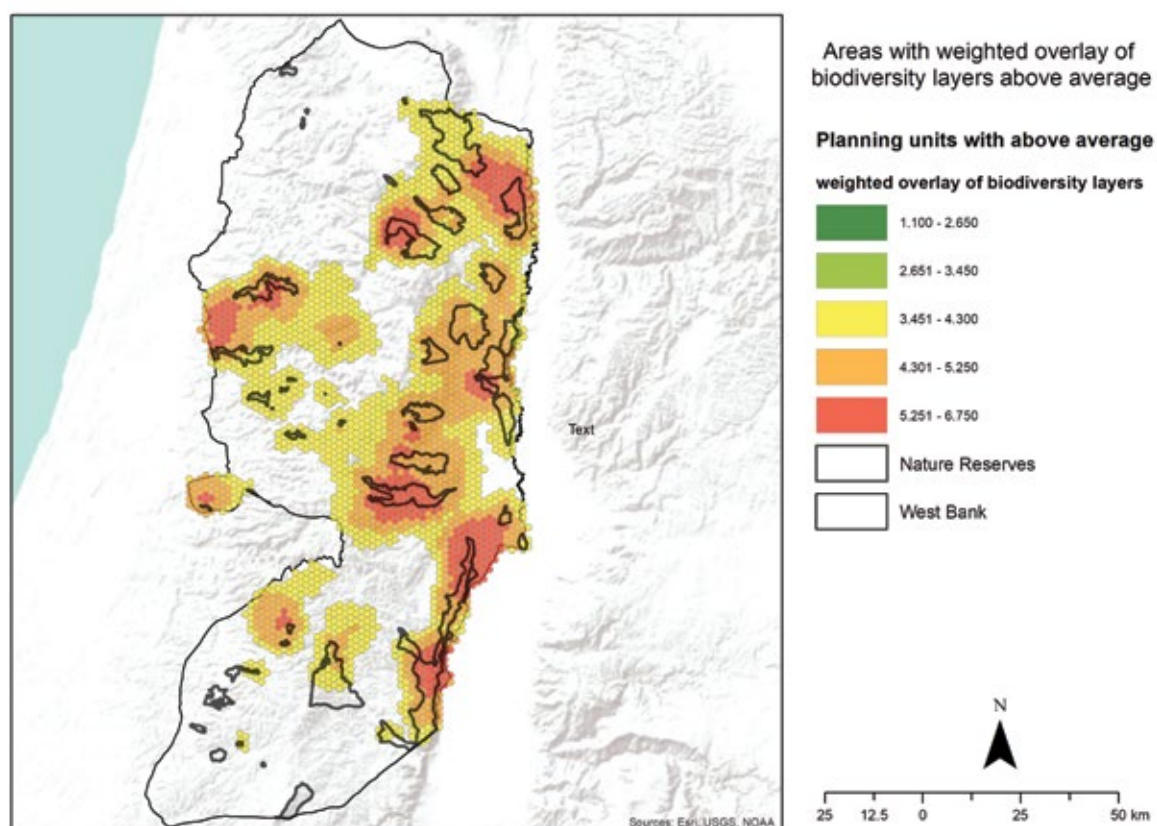 Areas with weighted overlay of
biodiversity layers above average
Planning units with above average
weighted overlay of biodiversity layers
1.100 - 2.650
2.651 - 3.450
3.451 - 4.300
4.301 - 5.250
5.251 - 6.750
Nature Reserves
West Bank
Text
N
25 12.5 0 25 50 km
Sources: Esri, USGS, NOAA